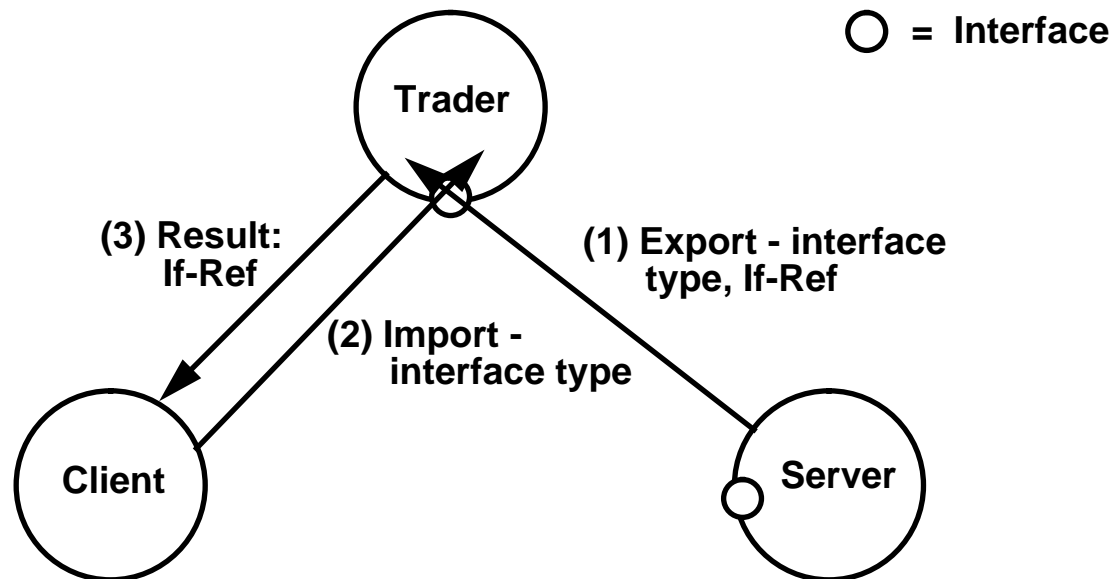 = Interface
Trader
(3) Result:
If-Ref
(1) Export - interface
type, If-Ref
(2) Import -
interface type
Client
Server